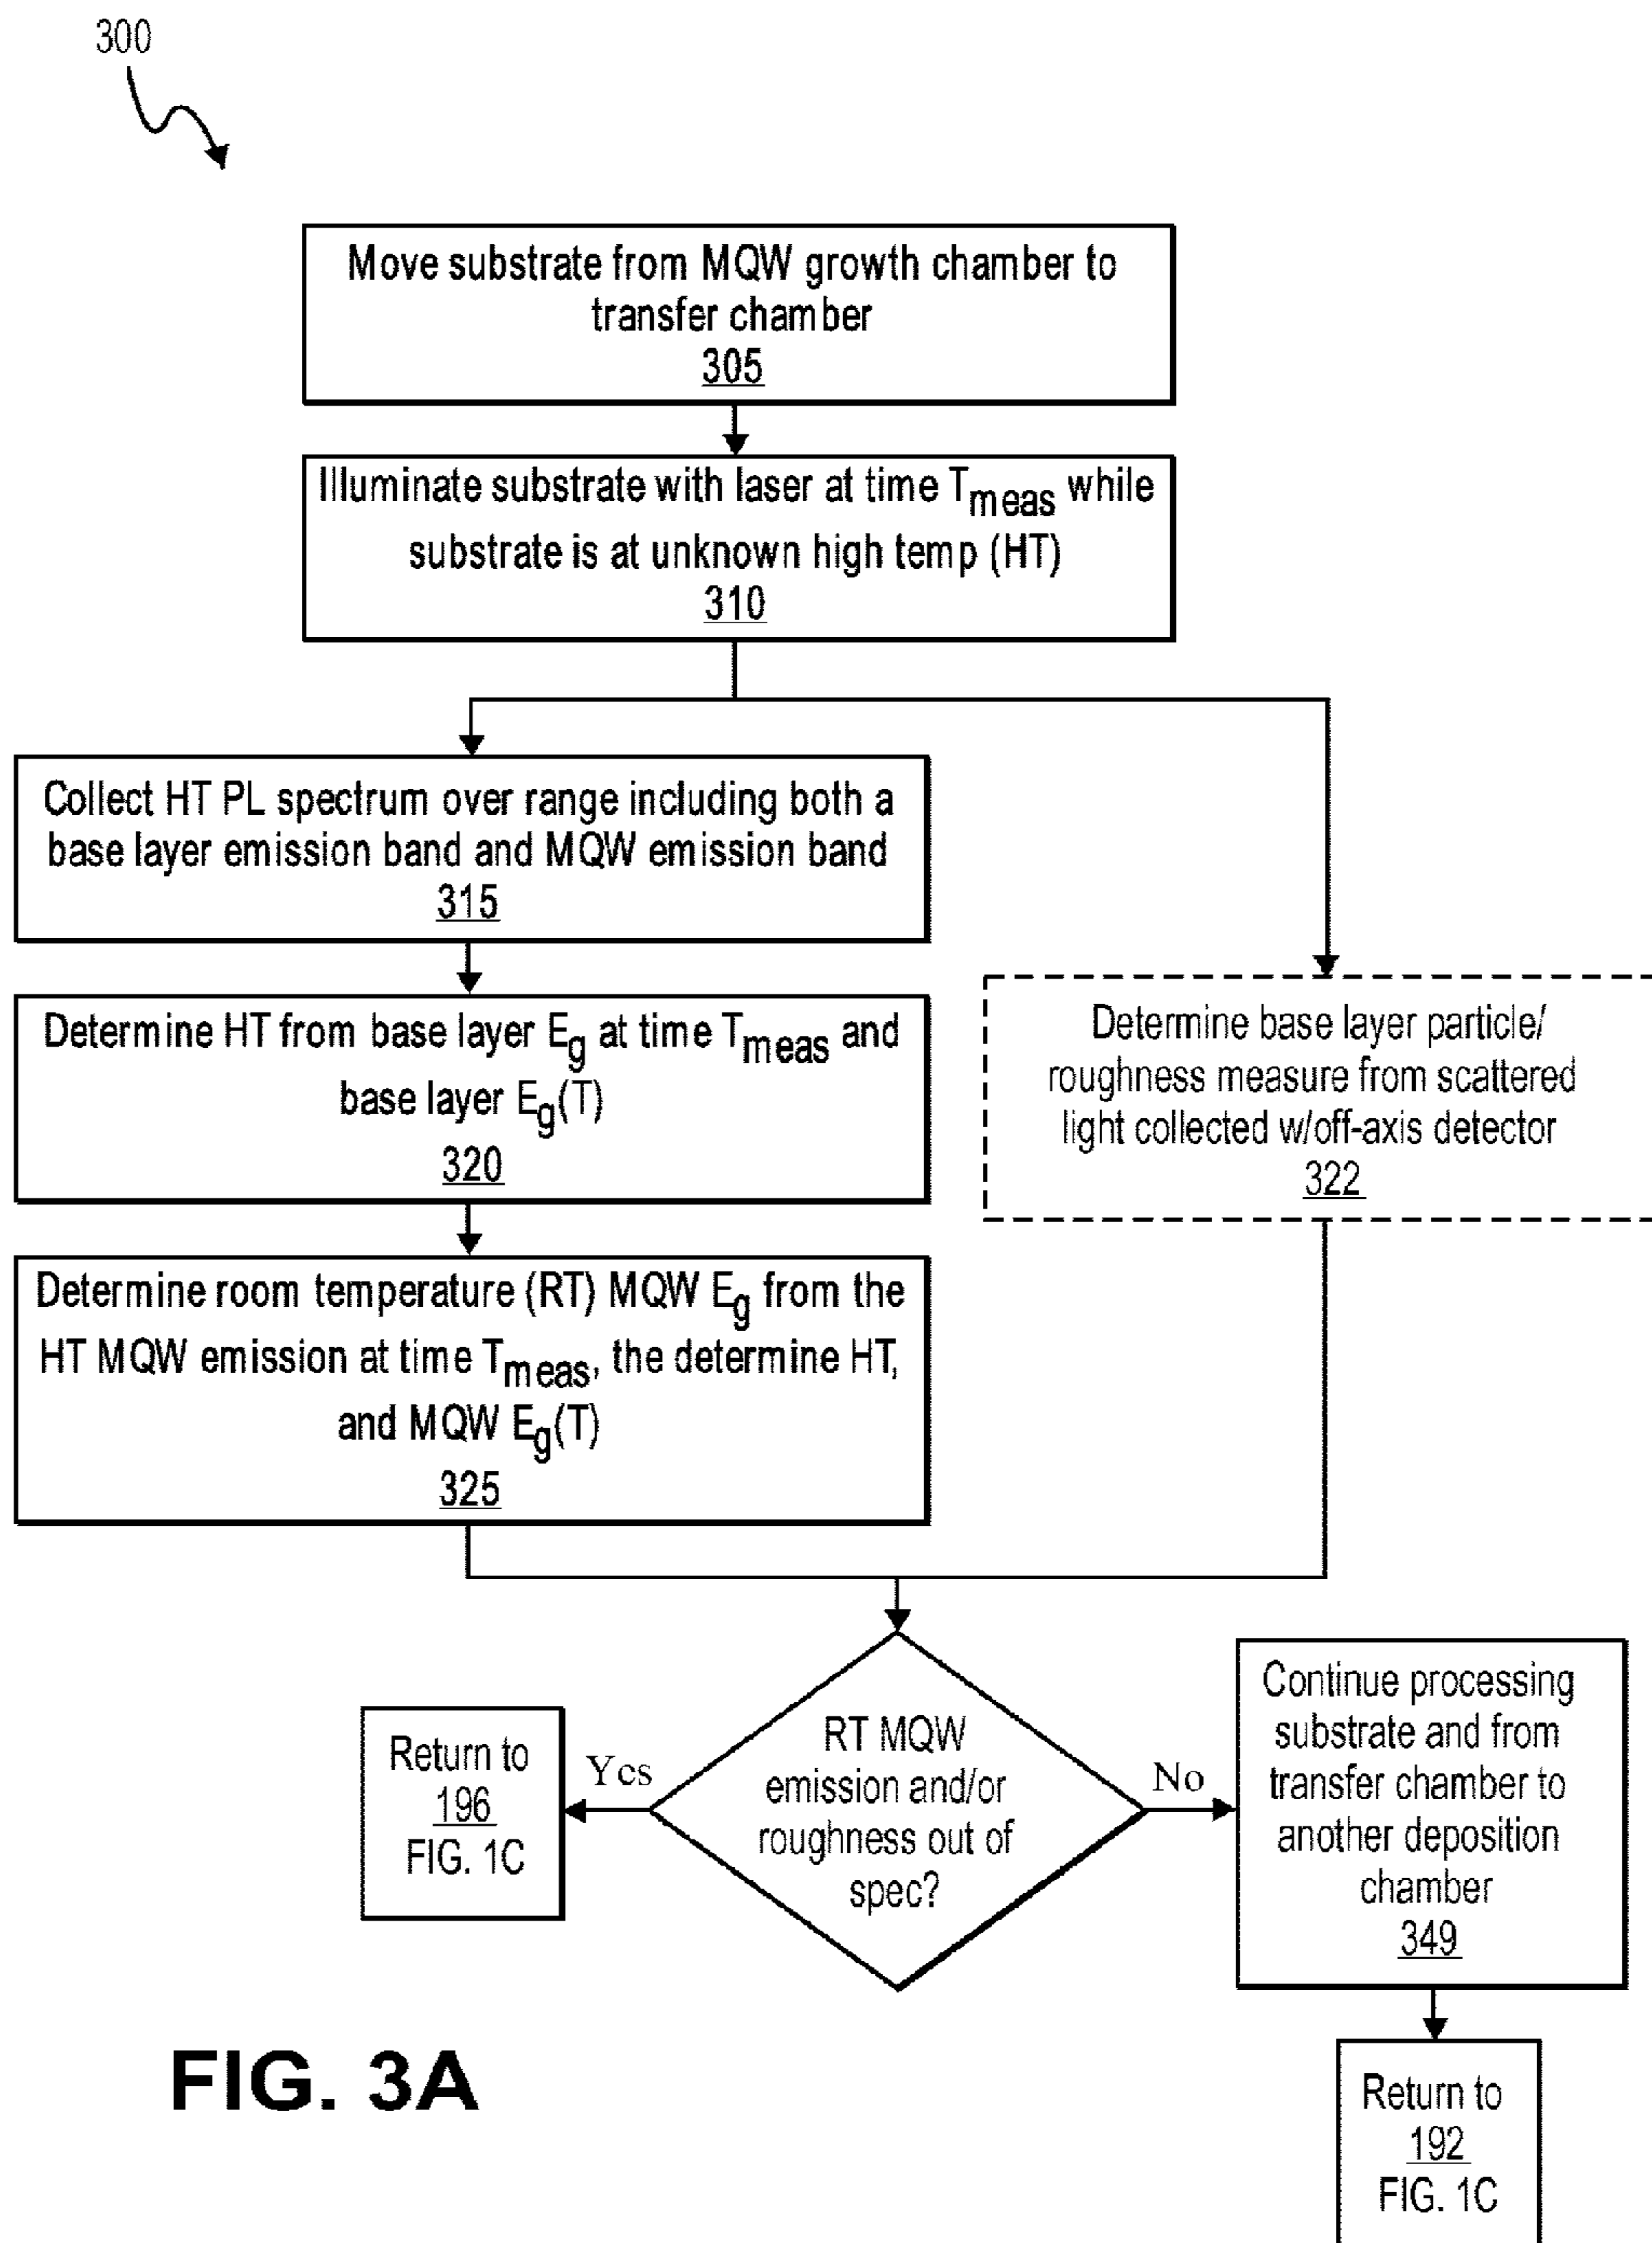 300
Move substrate from MQW growth chamber to
transfer chamber
305
Illuminate substrate with laser at time Tmeas while
substrate is at unknown high temp (HT)
310
Collect HT PL spectrum over range including both a
base layer emission band and MQW emission band
315
Determine HT from base layer Eg at time Tmeas and
base layer Eg(T)
320
Determine base layer particle/
roughness measure from scattered
light collected w/off-axis detector
322
Determine room temperature (RT) MQW Eg from the
HT MQW emission at time Tmeas, the determine HT,
and MQW Eg(T)
325
RT MQW
emission and/or
roughness out of
spec?
Yes
Return to
196
FIG. 1C
No
Continue processing
substrate and from
transfer chamber to
another deposition
chamber
349
Return to
192
FIG. 1C
FIG. 3A